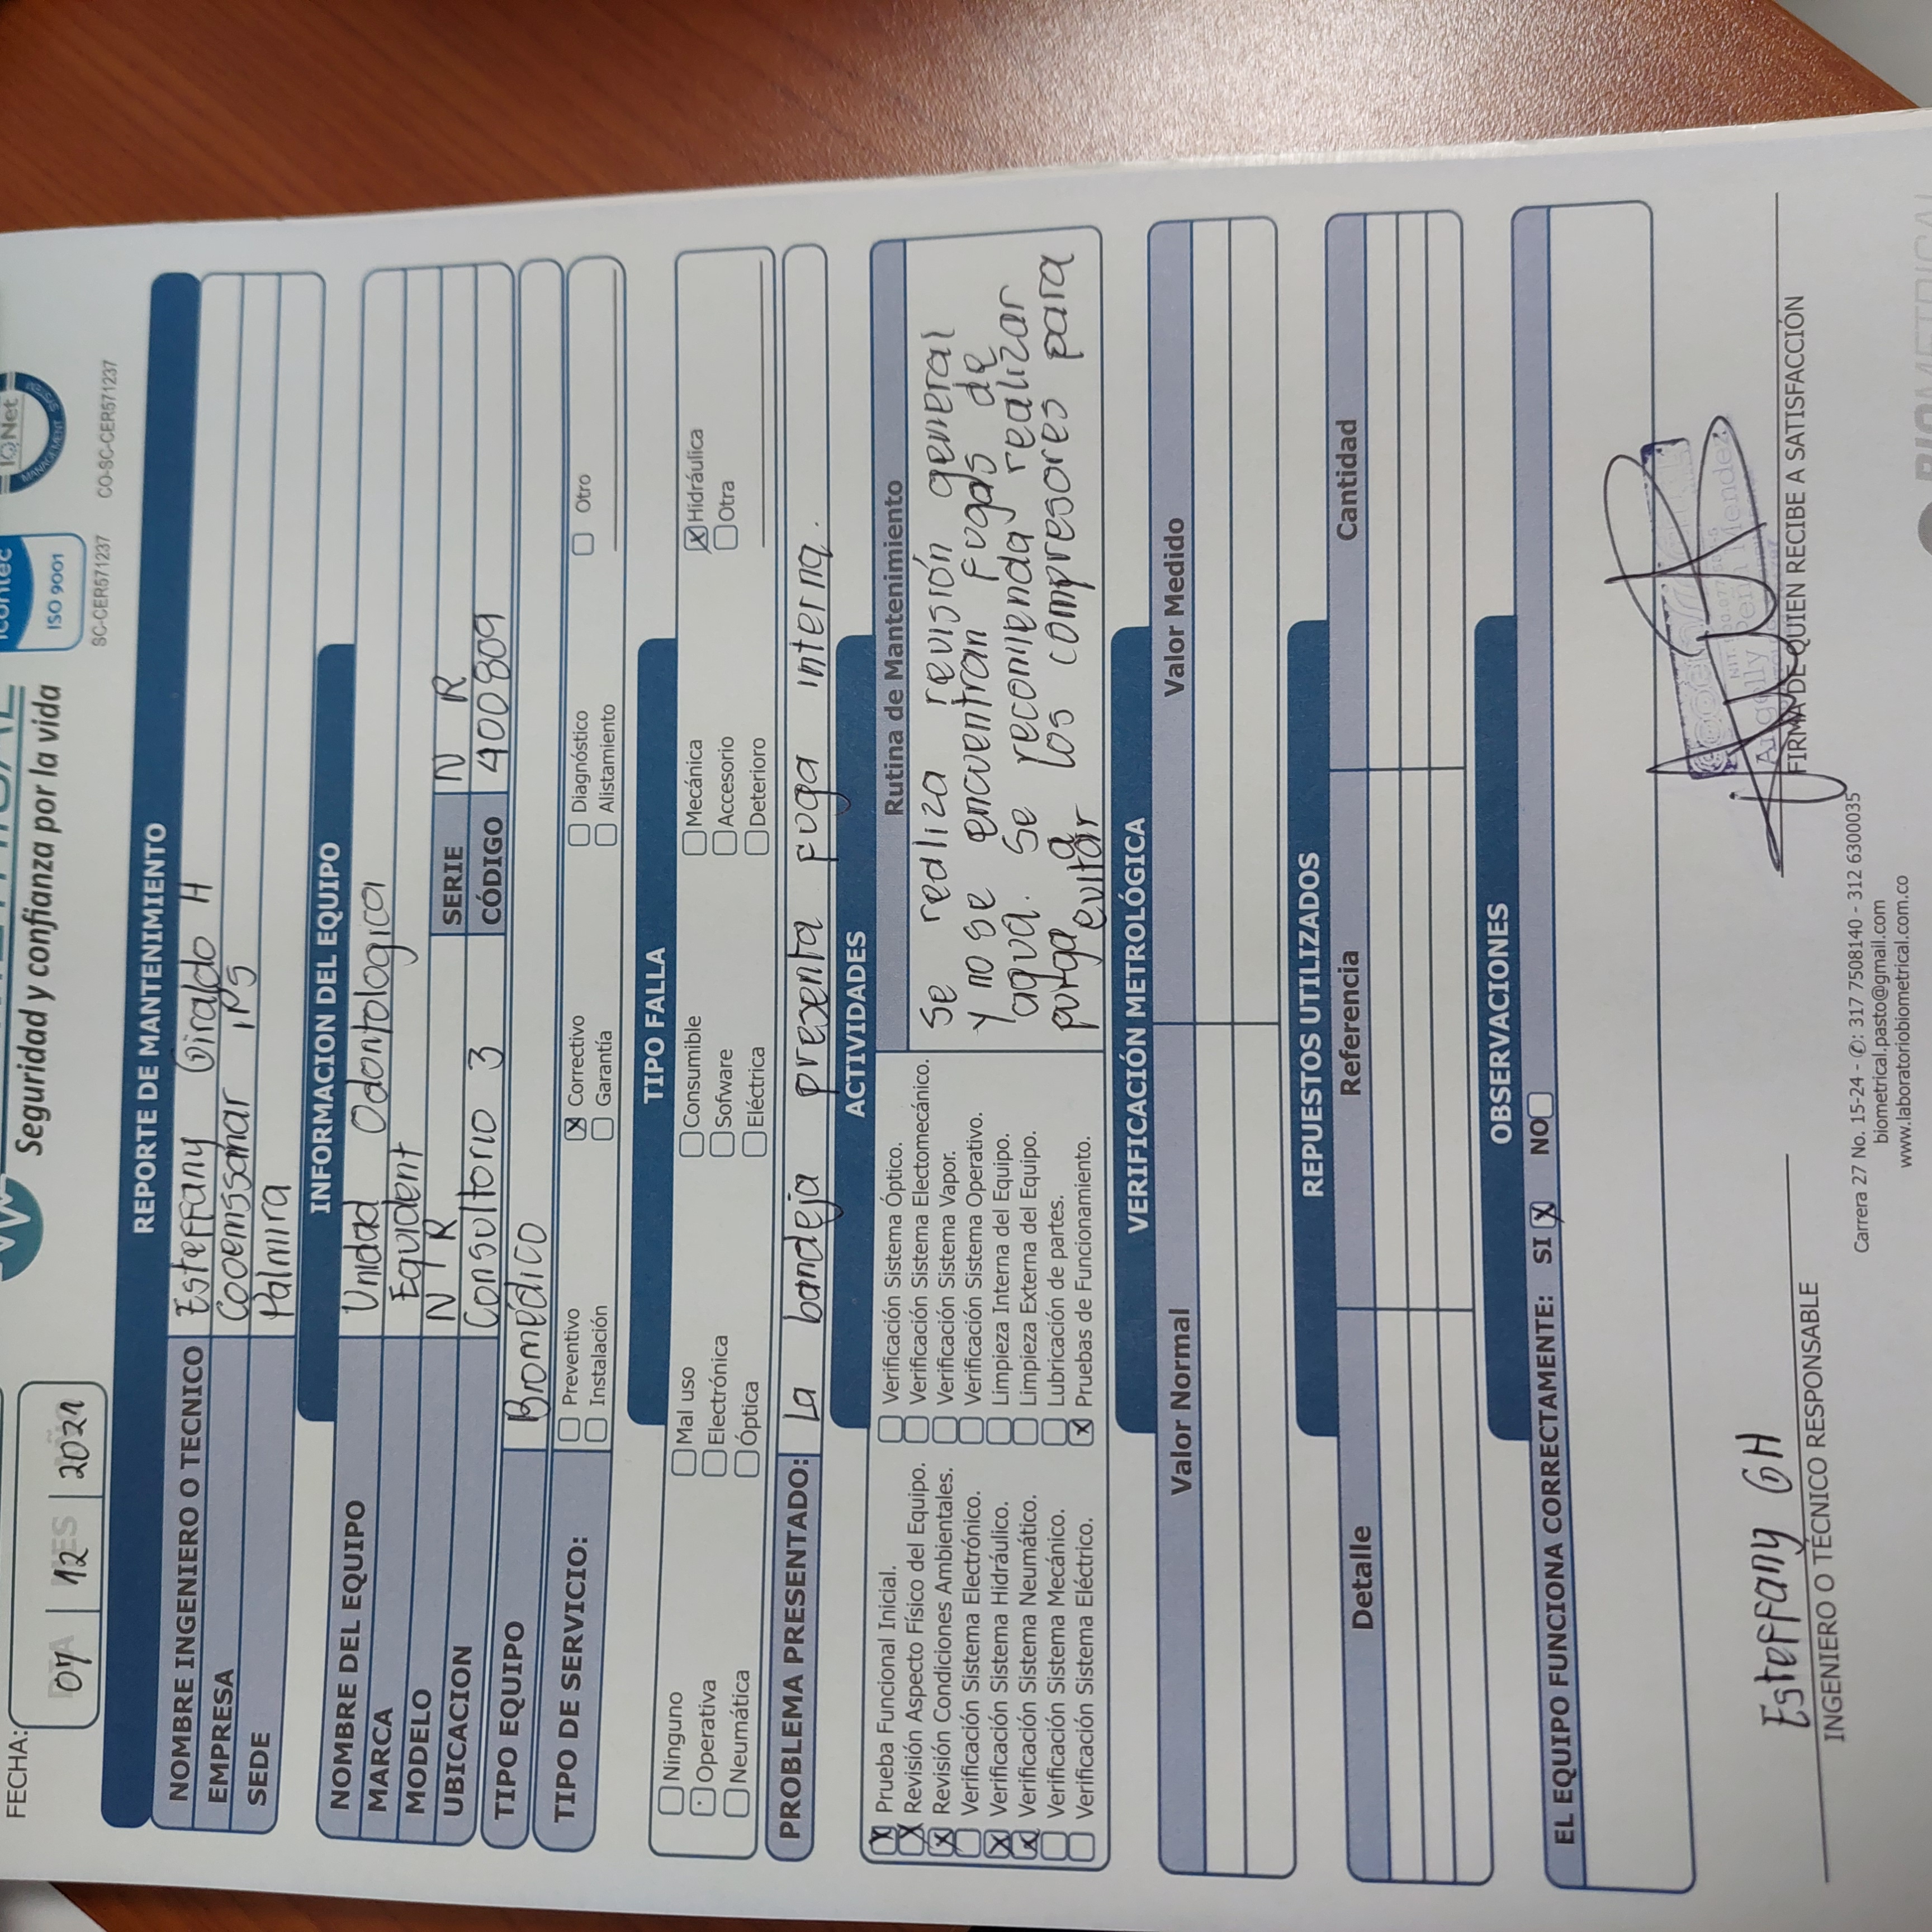 FECHA:
DIA MES AÑO
07 12 2021
Seguridad y confianza por la vida
icontec
ISO 9001
SC-CER571237
IQNet
MANAGEMENT SYSTEM
CO-SC-CER571237
REPORTE DE MANTENIMIENTO
NOMBRE INGENIERO O TECNICO Esteffany Giraldo H
EMPRESA Cooemssanar IPS
SEDE Palmira
INFORMACION DEL EQUIPO
NOMBRE DEL EQUIPO Unidad Odontologica
MARCA Equident
MODELO N R SERIE N R
UBICACION Consultorio 3 CÓDIGO 400809
TIPO EQUIPO Biomédico
TIPO DE SERVICIO: Preventivo X Correctivo Diagnóstico Otro
Instalación Garantía Alistamiento
TIPO FALLA
Ninguno Mal uso Consumible Mecánica X Hidráulica
Operativa Electrónica Sofware Accesorio Otra
Neumática Óptica Eléctrica Deterioro
PROBLEMA PRESENTADO: La bandeja presenta fuga interna.
ACTIVIDADES
X Prueba Funcional Inicial.
X Revisión Aspecto Físico del Equipo.
X Revisión Condiciones Ambientales.
Verificación Sistema Electrónico.
X Verificación Sistema Hidráulico.
X Verificación Sistema Neumático.
Verificación Sistema Mecánico.
Verificación Sistema Eléctrico.
Verificación Sistema Óptico.
Verificación Sistema Electomecánico.
Verificación Sistema Vapor.
Verificación Sistema Operativo.
Limpieza Interna del Equipo.
Limpieza Externa del Equipo.
Lubricación de partes.
X Pruebas de Funcionamiento.
Rutina de Mantenimiento
Se realiza revisión general
y no se encuentran fugas de
agua. Se recomienda realizar
purga a los compresores para
evitar
VERIFICACIÓN METROLÓGICA
Valor Normal Valor Medido
REPUESTOS UTILIZADOS
Detalle Referencia Cantidad
OBSERVACIONES
EL EQUIPO FUNCIONA CORRECTAMENTE: SI X NO
Esteffany GH
INGENIERO O TÉCNICO RESPONSABLE
Angelly Peña Mendez
FIRMA DE QUIEN RECIBE A SATISFACCIÓN
Carrera 27 No. 15-24 - ✆: 317 7508140 - 312 6300035
biometrical.pasto@gmail.com
www.laboratoriobiometrical.com.co
BIOMETRICAL